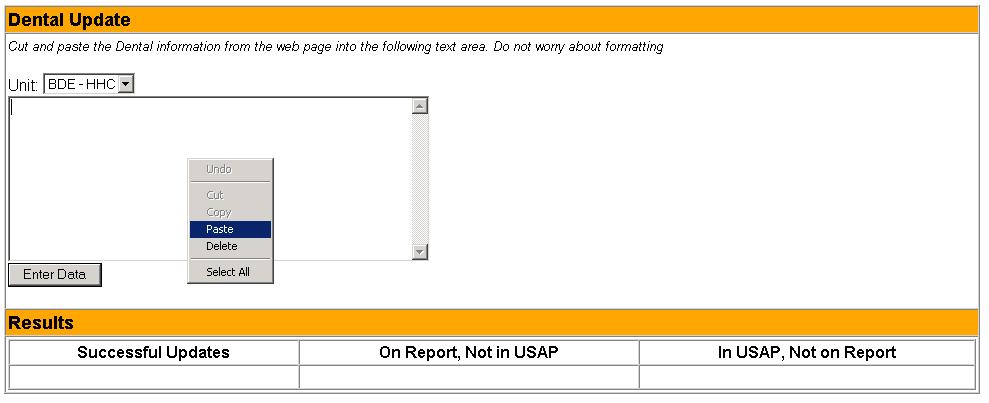 Dental Update
Cut and paste the Dental information from the web page into the following text area. Do not worry about formatting
Unit: BDE - HHC
Undo
Cut
Copy
Paste
Delete
Select All
Enter Data
Results
Successful Updates On Report, Not in USAP In USAP, Not on Report